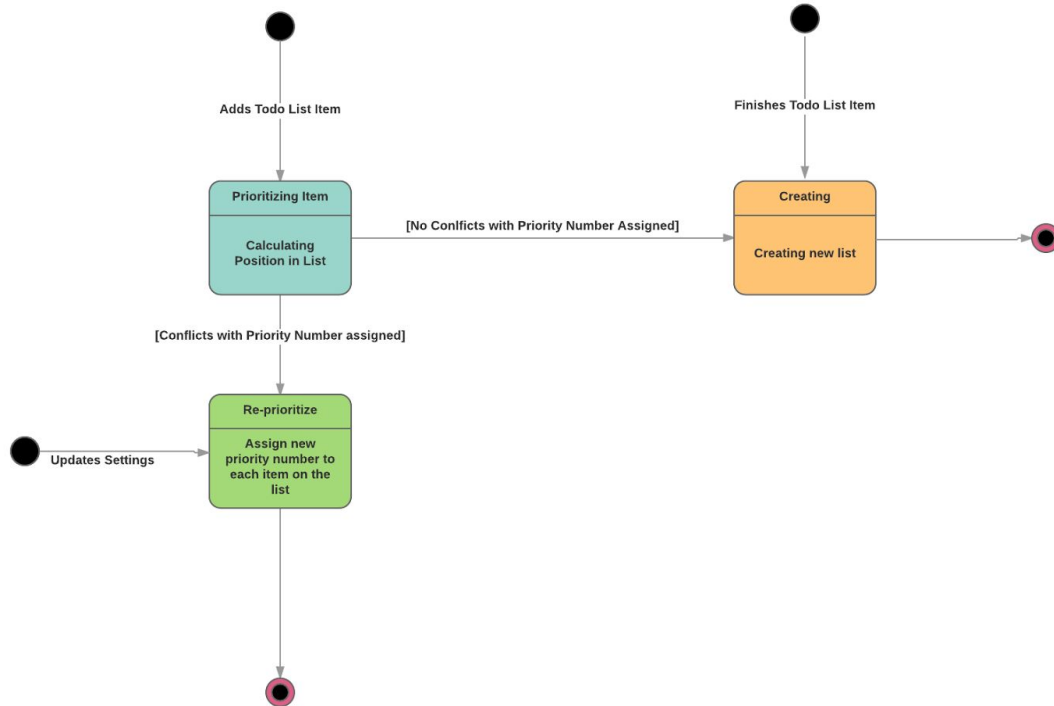 Adds Todo List Item
Finishes Todo List Item
Prioritizing Item
Calculating
Position in List
[No Conlficts with Priority Number Assigned]
Creating
Creating new list
[Conflicts with Priority Number assigned]
Re-prioritize
Assign new
priority number to
each item on the
list
Updates Settings